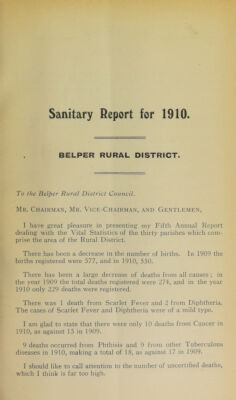 Sanitary Report for 1910.
BELPER RURAL DISTRICT.
To the Belper Rural District Council.
MR. CHAIRMAN, MR. VICE-CHAIRMAN, AND GENTLEMEN,
I have great pleasure in presenting my Fifth Annual Report
dealing with the Vital Statistics of the thirty parishes which com-
prise the area of the Rural District.
There has been a decrease in the number of births. In 1909 the
births registered were 577, and in 1910, 550.
There has been a large decrease of deaths from all causes; in
the year 1909 the total deaths registered were 274, and in the year
1910 only 229 deaths were registered.
There was 1 death from Scarlet Fever and 2 from Diphtheria.
The cases of Scarlet Fever and Diphtheria were of a mild type.
I am glad to state that there were only 10 deaths from Cancer in
1910, as against 15 in 1909.
9 deaths occurred from Phthisis and 9 from other Tuberculous
diseases in 1910, making a total of 18, as against 17 in 1909.
I should like to call attention to the number of uncertified deaths,
which I think is far too high.